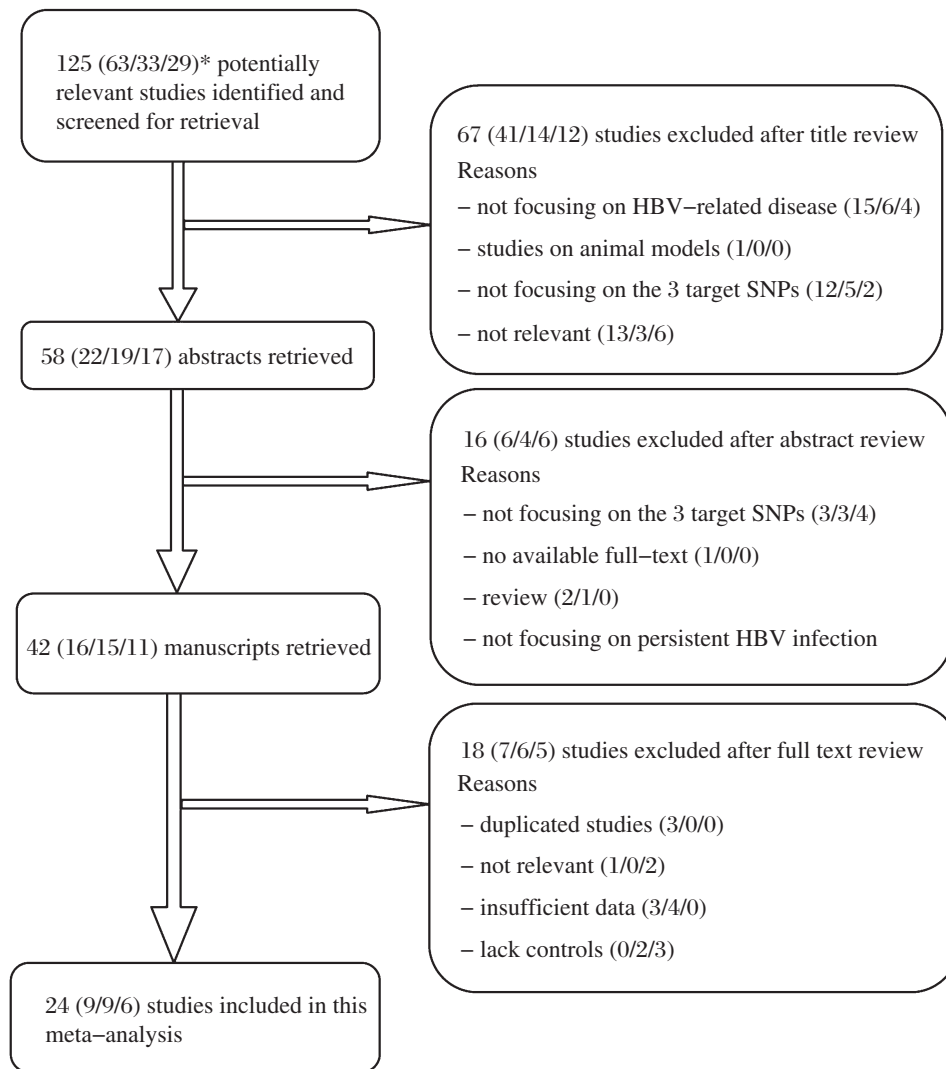 125 (63/33/29)* potentially
relevant studies identified and
screened for retrieval
67 (41/14/12) studies excluded after title review
Reasons
– not focusing on HBV–related disease (15/6/4)
– studies on animal models (1/0/0)
– not focusing on the 3 target SNPs (12/5/2)
– not relevant (13/3/6)
58 (22/19/17) abstracts retrieved
16 (6/4/6) studies excluded after abstract review
Reasons
– not focusing on the 3 target SNPs (3/3/4)
– no available full–text (1/0/0)
– review (2/1/0)
– not focusing on persistent HBV infection
42 (16/15/11) manuscripts retrieved
18 (7/6/5) studies excluded after full text review
Reasons
– duplicated studies (3/0/0)
– not relevant (1/0/2)
– insufficient data (3/4/0)
– lack controls (0/2/3)
24 (9/9/6) studies included in this
meta–analysis